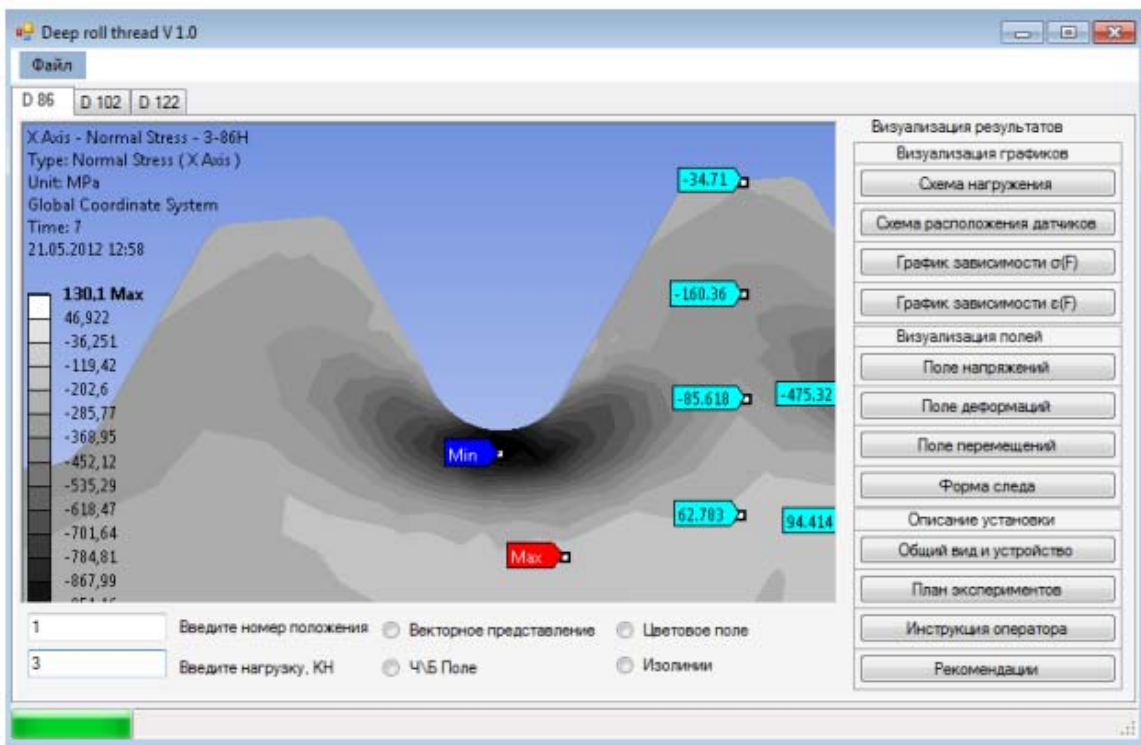 Deep roll thread V 1.0
Файл
D 86 D 102 D 122
X Axis - Normal Stress - 3-86H
Type: Normal Stress ( X Axis )
Unit: MPa
Global Coordinate System
Time: 7
21.05.2012 12:58
130,1 Max
46,922
-36,251
-119,42
-202,6
-285,77
-368,95
-452,12
-535,29
-618,47
-701,64
-784,81
-867,99
-34.71
-160.36
-85.618
-475.32
62.783
94.414
Min
Max
1
Введите номер положения
3
Введите нагрузку, КН
Векторное представление
Цветовое поле
Ч\Б Поле
Изолинии
Визуализация результатов
Визуализация графиков
Схема нагружения
Схема расположения датчиков
График зависимости σ(F)
График зависимости ε(F)
Визуализация полей
Поле напряжений
Поле деформаций
Поле перемещений
Форма следа
Описание установки
Общий вид и устройство
План экспериментов
Инструкция оператора
Рекомендации